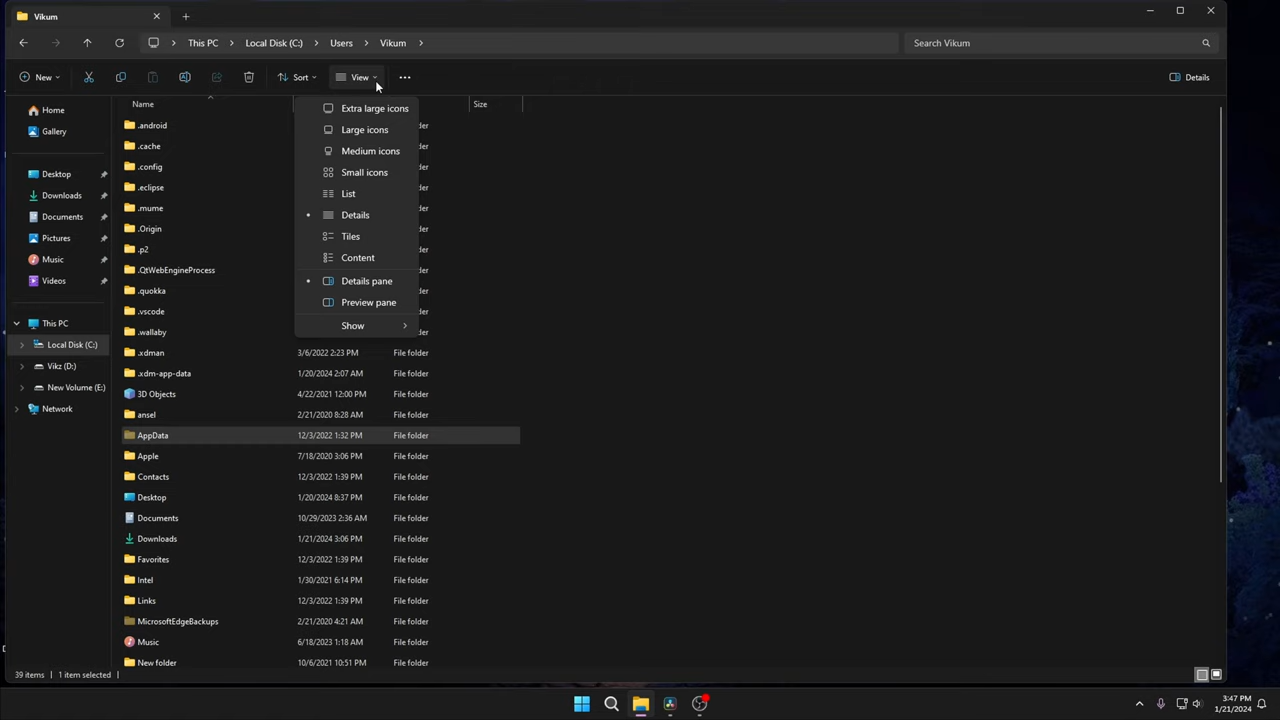 Vikum
This PC Local Disk (C:) Users Vikum
Search Vikum
New Sort View Details
Name Size
Home
Gallery
Desktop
Downloads
Documents
Pictures
Music
Videos
This PC
Local Disk (C:)
Vikz (D:)
New Volume (E:)
Network
Extra large icons
Large icons
Medium icons
Small icons
List
Details
Tiles
Content
Details pane
Preview pane
Show
.android der
.cache der
.config der
.eclipse der
.mume der
.Origin der
.p2 der
.QtWebEngineProcess der
.quokka der
.vscode der
.wallaby der
.xdman 3/6/2022 2:23 PM File folder
.xdm-app-data 1/20/2024 2:07 AM File folder
3D Objects 4/22/2021 12:00 PM File folder
ansel 2/21/2020 8:28 AM File folder
AppData 12/3/2022 1:32 PM File folder
Apple 7/18/2020 3:06 PM File folder
Contacts 12/3/2022 1:39 PM File folder
Desktop 1/20/2024 8:37 PM File folder
Documents 10/29/2023 2:36 AM File folder
Downloads 1/21/2024 3:06 PM File folder
Favorites 12/3/2022 1:39 PM File folder
Intel 1/30/2021 6:14 PM File folder
Links 12/3/2022 1:39 PM File folder
MicrosoftEdgeBackups 2/21/2020 4:21 AM File folder
Music 6/18/2023 1:18 AM File folder
New folder 10/6/2021 10:51 PM File folder
39 items 1 item selected
3:47 PM
1/21/2024